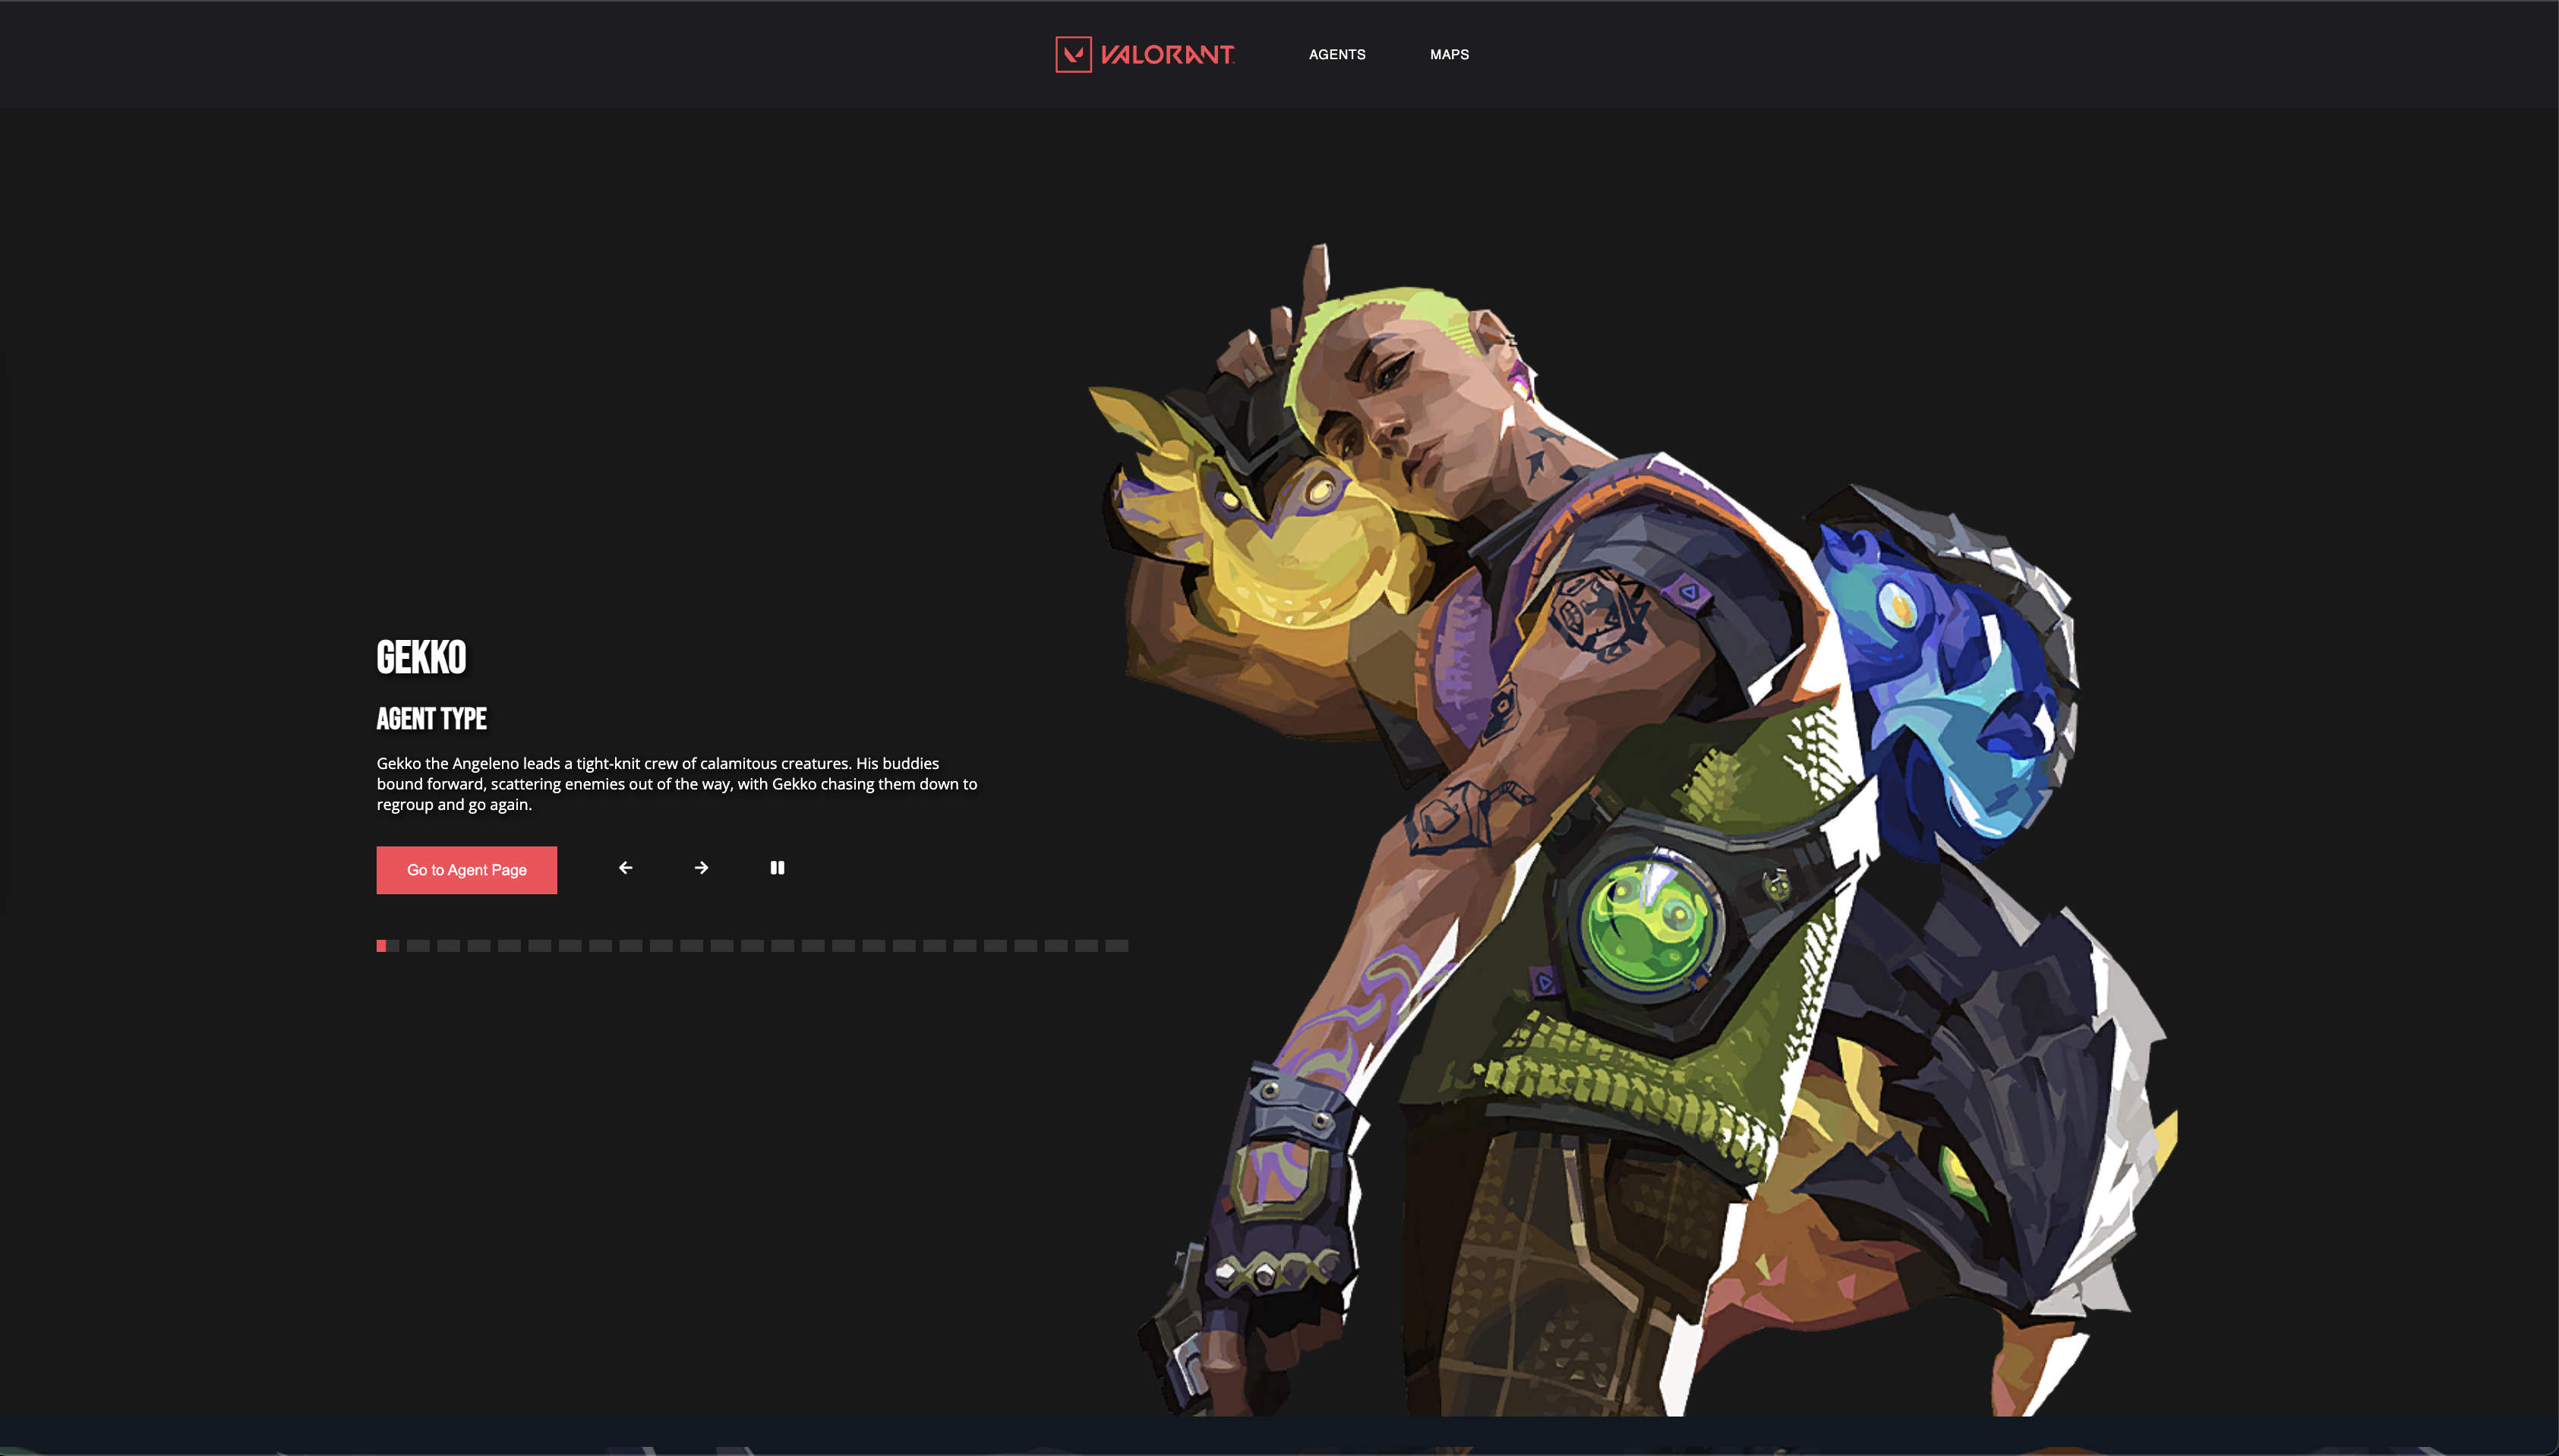 VALORANT
AGENTS
MAPS
GEKKO
AGENT TYPE
Gekko the Angeleno leads a tight-knit crew of calamitous creatures. His buddies
bound forward, scattering enemies out of the way, with Gekko chasing them down to
regroup and go again.
Go to Agent Page